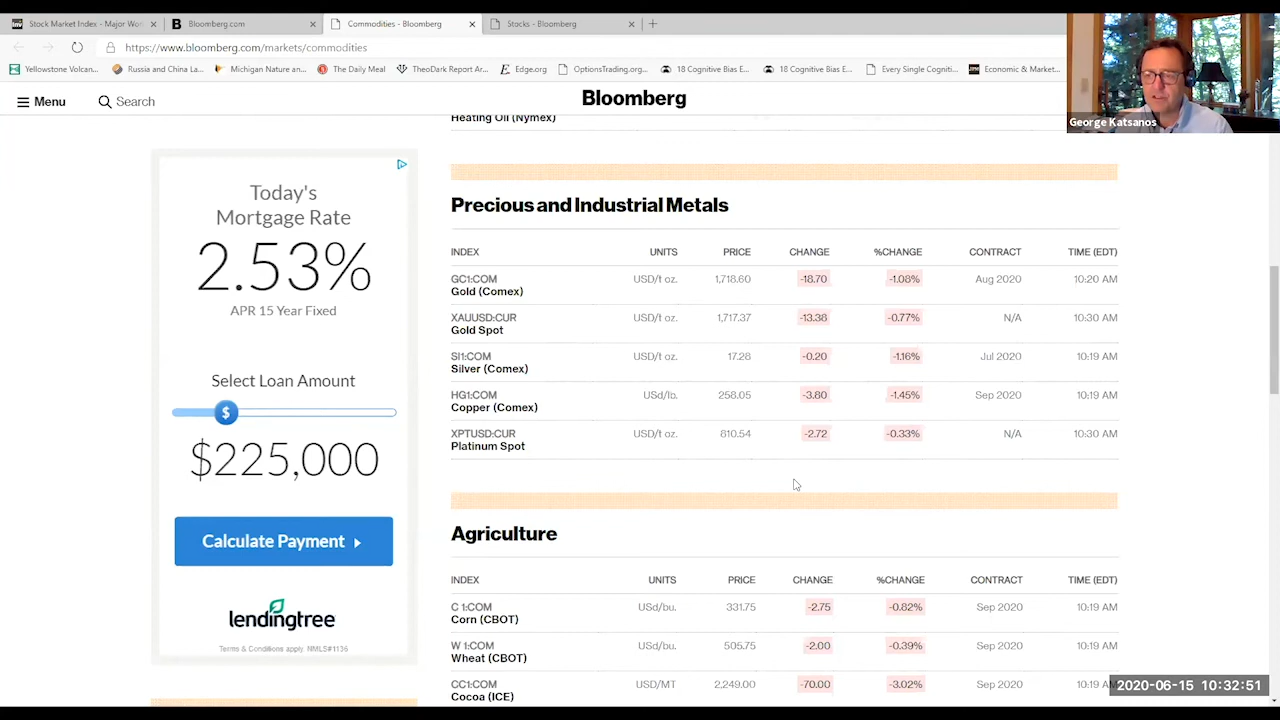 Stock Market Index - Major Wor
Bloomberg.com
Commodities - Bloomberg
Stocks - Bloomberg
https://www.bloomberg.com/markets/commodities
Yellowstone Volcan...
Russia and China La...
Michigan Nature an...
The Daily Meal
TheoDark Report Ar...
Edge.org
OptionsTrading.org...
18 Cognitive Bias E...
18 Cognitive Bias E...
Every Single Cogniti...
Economic & Market...
George Katsanos
Menu
Search
Bloomberg
Heating Oil (Nymex)
Today's
Mortgage Rate
2.53%
APR 15 Year Fixed
Select Loan Amount
$
$225,000
Calculate Payment
lendingtree
Terms & Conditions apply. NMLS#1136
Precious and Industrial Metals
INDEX UNITS PRICE CHANGE %CHANGE CONTRACT TIME (EDT)
GC1:COM USD/t oz. 1,718.60 -18.70 -1.08% Aug 2020 10:20 AM
Gold (Comex)
XAUUSD:CUR USD/t oz. 1,717.37 -13.38 -0.77% N/A 10:30 AM
Gold Spot
SI1:COM USD/t oz. 17.28 -0.20 -1.16% Jul 2020 10:19 AM
Silver (Comex)
HG1:COM USd/lb. 258.05 -3.80 -1.45% Sep 2020 10:19 AM
Copper (Comex)
XPTUSD:CUR USD/t oz. 810.54 -2.72 -0.33% N/A 10:30 AM
Platinum Spot
Agriculture
INDEX UNITS PRICE CHANGE %CHANGE CONTRACT TIME (EDT)
C 1:COM USd/bu. 331.75 -2.75 -0.82% Sep 2020 10:19 AM
Corn (CBOT)
W 1:COM USd/bu. 505.75 -2.00 -0.39% Sep 2020 10:19 AM
Wheat (CBOT)
CC1:COM USD/MT 2,249.00 -70.00 -3.02% Sep 2020 10:19 AM
Cocoa (ICE)
2020-06-15 10:32:51